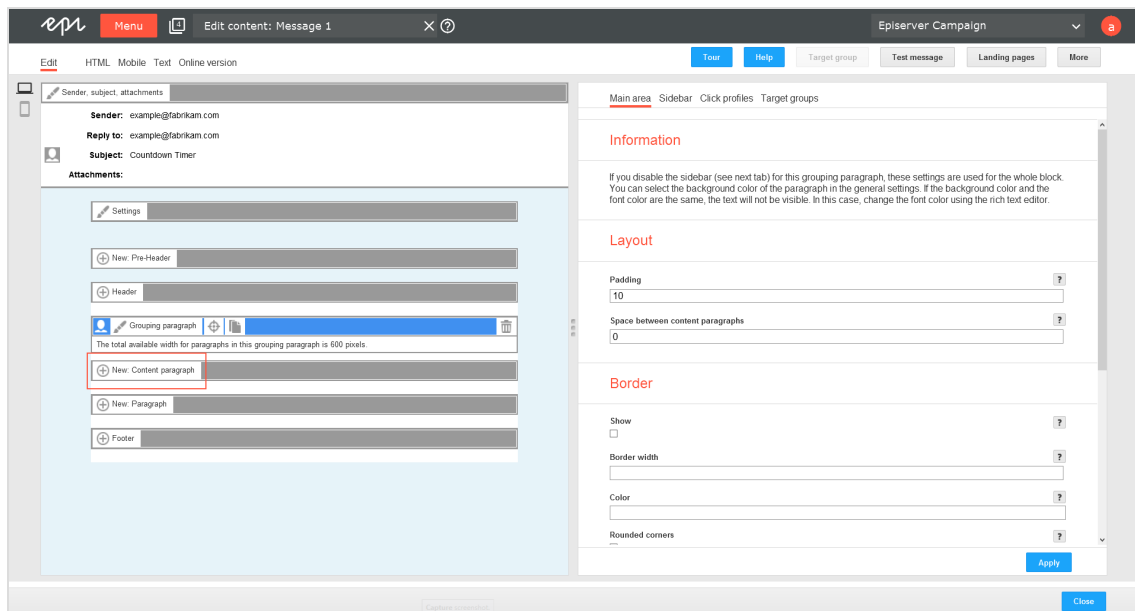 epi
Menu
4
Edit content: Message 1
Episerver Campaign
a
Edit
HTML
Mobile
Text
Online version
Tour
Help
Target group
Test message
Landing pages
More
Sender, subject, attachments
Sender: example@fabrikam.com
Reply to: example@fabrikam.com
Subject: Countdown Timer
Attachments:
Settings
New: Pre-Header
Header
Grouping paragraph
The total available width for paragraphs in this grouping paragraph is 600 pixels.
New: Content paragraph
New: Paragraph
Footer
Main area
Sidebar
Click profiles
Target groups
Information
If you disable the sidebar (see next tab) for this grouping paragraph, these settings are used for the whole block.
You can select the background color of the paragraph in the general settings. If the background color and the
font color are the same, the text will not be visible. In this case, change the font color using the rich text editor.
Layout
Padding
?
10
Space between content paragraphs
?
0
Border
Show
?
Border width
?
Color
?
Rounded corners
?
Apply
Capture screenshot
Close